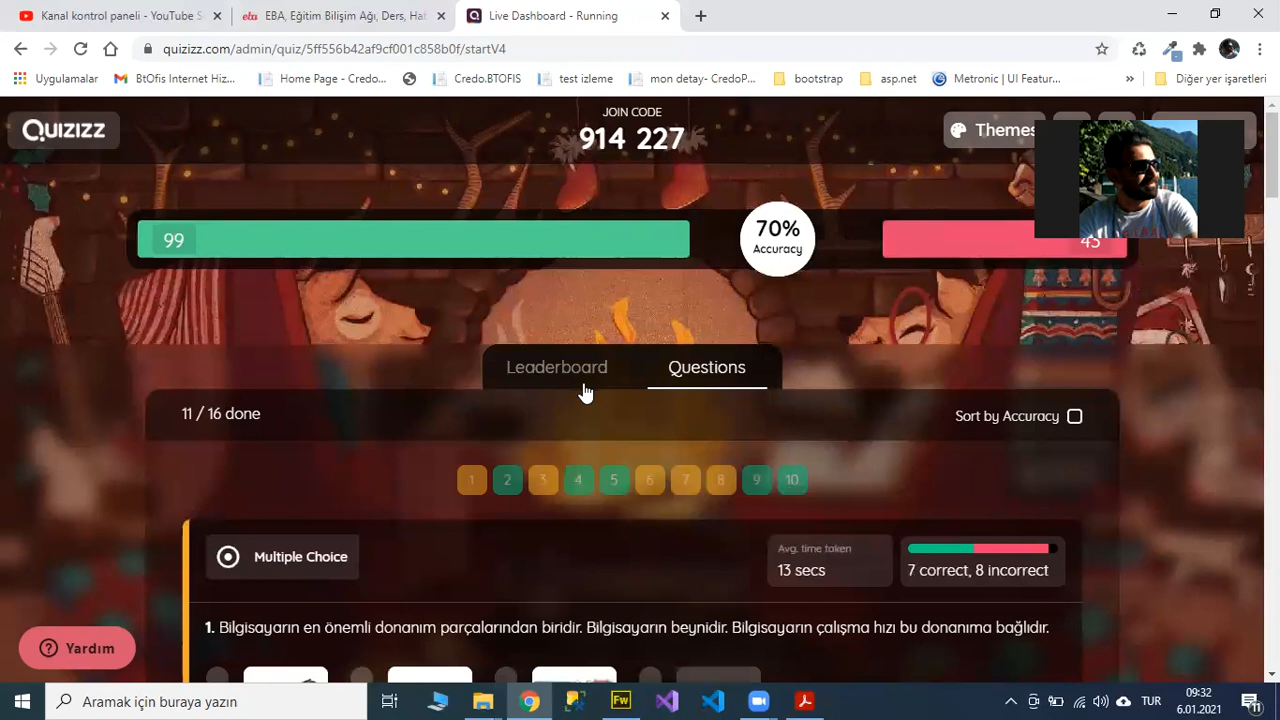 Kanal kontrol paneli - YouTube S
EBA, Eğitim Bilişim Ağı, Ders, Hat
Live Dashboard - Running
quizizz.com/admin/quiz/5ff556b42af9cf001c858b0f/startV4
Uygulamalar
BtOfis Internet Hiz...
Home Page - Credo...
Credo.BTOFIS
test izleme
mon detay- CredoP...
bootstrap
asp.net
Metronic | UI Featur...
»
Diğer yer işaretleri
Quizizz
JOIN CODE
914 227
Themes
99
70%
Accuracy
43
Leaderboard
Questions
11 / 16 done
Sort by Accuracy
1 2 3 4 5 6 7 8 9 10
Multiple Choice
Avg. time taken
13 secs
7 correct, 8 incorrect
1. Bilgisayarın en önemli donanım parçalarından biridir. Bilgisayarın beynidir. Bilgisayarın çalışma hızı bu donanıma bağlıdır.
Yardım
Aramak için buraya yazın
Fw
TUR
09:32
6.01.2021